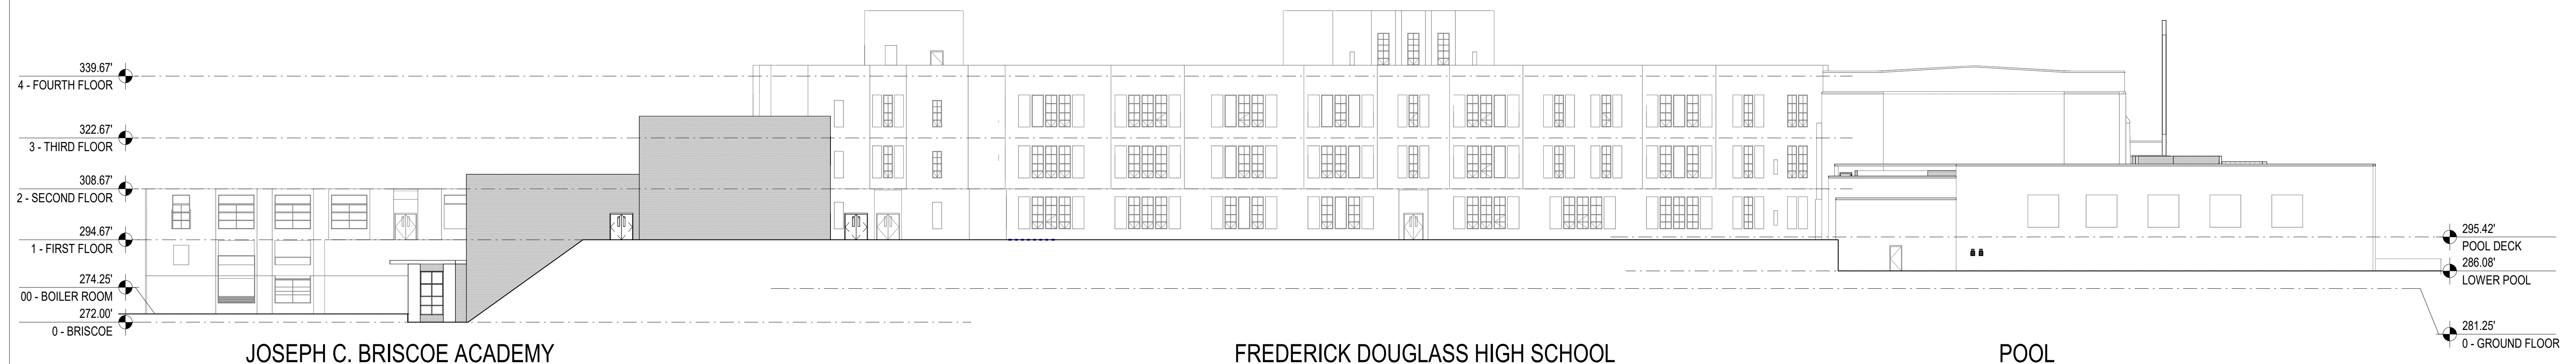 339.67'
4 - FOURTH FLOOR
322.67'
3 - THIRD FLOOR
308.67'
2 - SECOND FLOOR
294.67'
1 - FIRST FLOOR
274.25'
00 - BOILER ROOM
272.00'
0 - BRISCOE
295.42'
POOL DECK
286.08'
LOWER POOL
281.25'
0 - GROUND FLOOR
JOSEPH C. BRISCOE ACADEMY
FREDERICK DOUGLASS HIGH SCHOOL
POOL